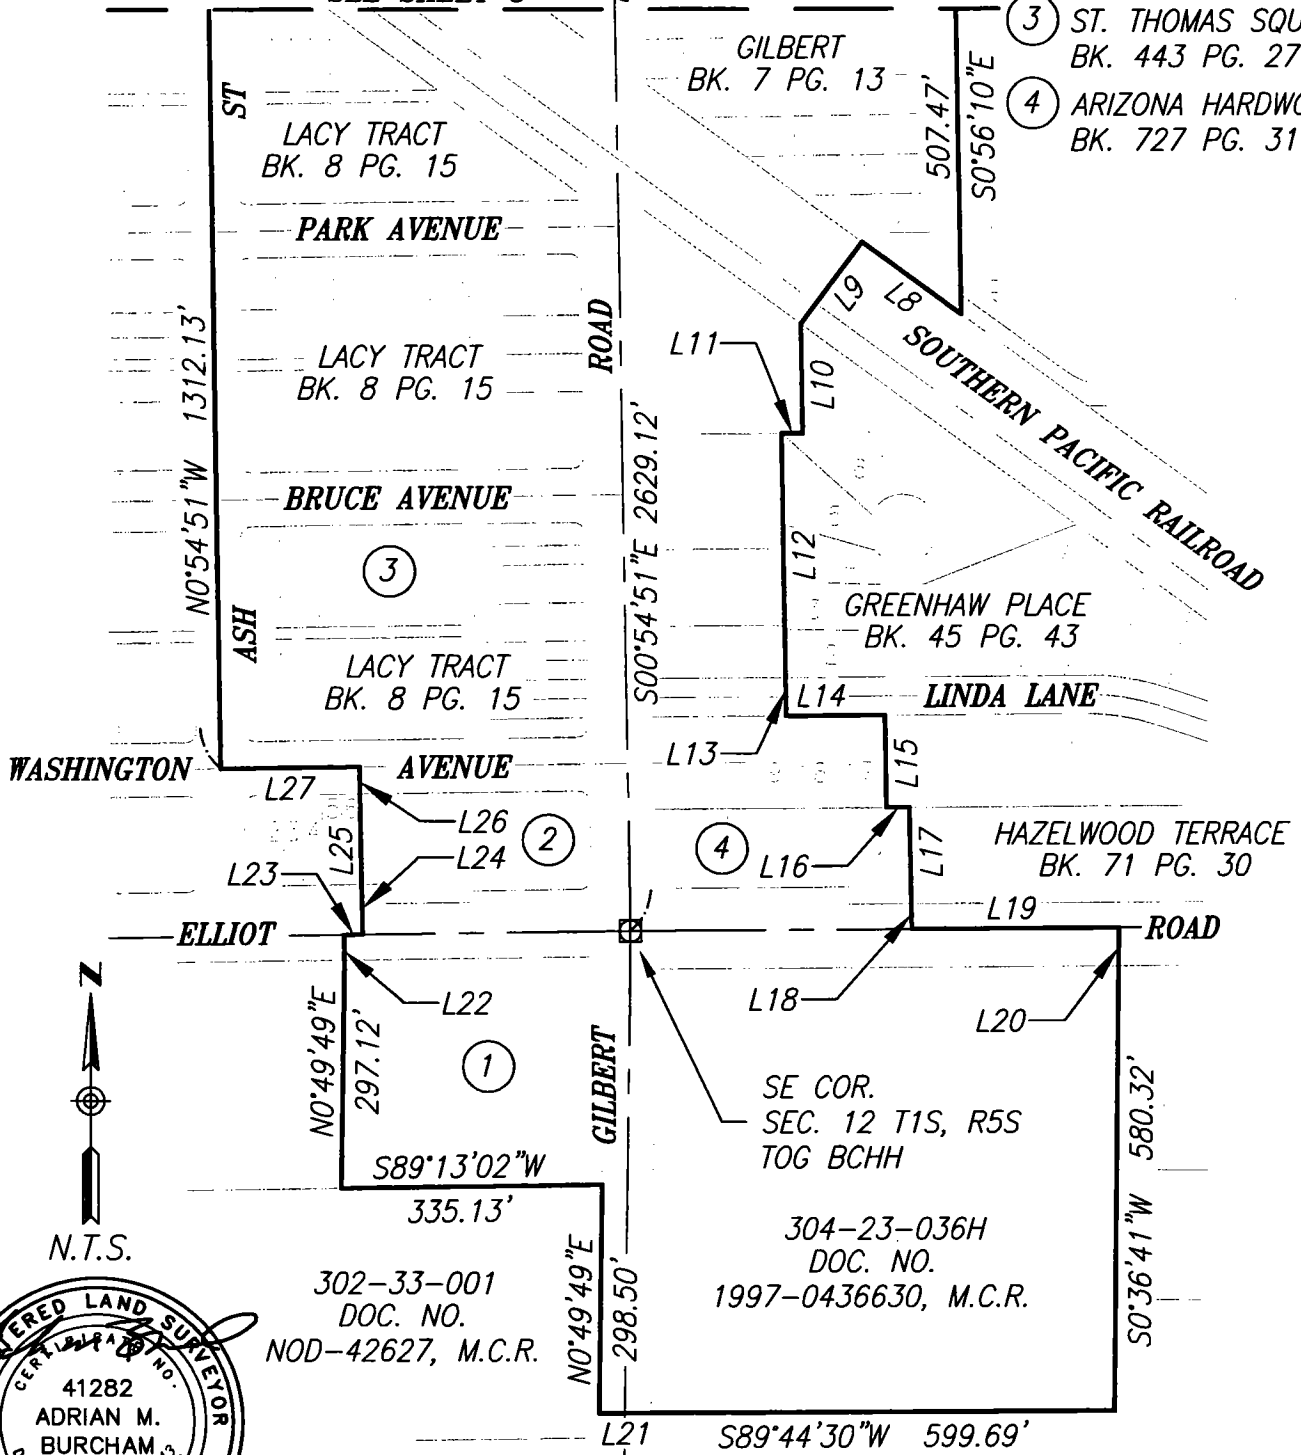 GILBERT
BK. 7 PG. 13
3 ST. THOMAS
BK. 443 PG. 27
4 ARIZONA
BK. 727 PG. 31
507.47'
S0°56'10"E
ST
LACY TRACT
BK. 8 PG. 15
PARK AVENUE
ROAD
L9
L8
SOUTHERN PACIFIC RAILROAD
N0°54'51"W 1312.13'
LACY TRACT
BK. 8 PG. 15
L11
L10
S00°54'51"E 2629.12'
BRUCE AVENUE
3
L12
GREENHAW PLACE
BK. 45 PG. 43
ASH
LACY TRACT
BK. 8 PG. 15
L14
LINDA LANE
L13
L15
WASHINGTON
AVENUE
L27
L26
L25
L24
2
4
L16
L17
HAZELWOOD TERRACE
BK. 71 PG. 30
L23
L19
ELLIOT
ROAD
L22
L18
L20
N
N.T.S.
N0°49'49"E
297.12'
1
GILBERT
SE COR.
SEC. 12 T1S, R5S
TOG BCHH
580.32'
S0°36'41"W
S89°13'02"W
335.13'
302-33-001
DOC. NO.
NOD-42627, M.C.R.
N0°49'49"E
298.50'
304-23-036H
DOC. NO.
1997-0436630, M.C.R.
L21
S89°44'30"W 599.69'
LAND SURVEYOR
CERTIFICATE NO.
41282
ADRIAN M.
BURCHAM